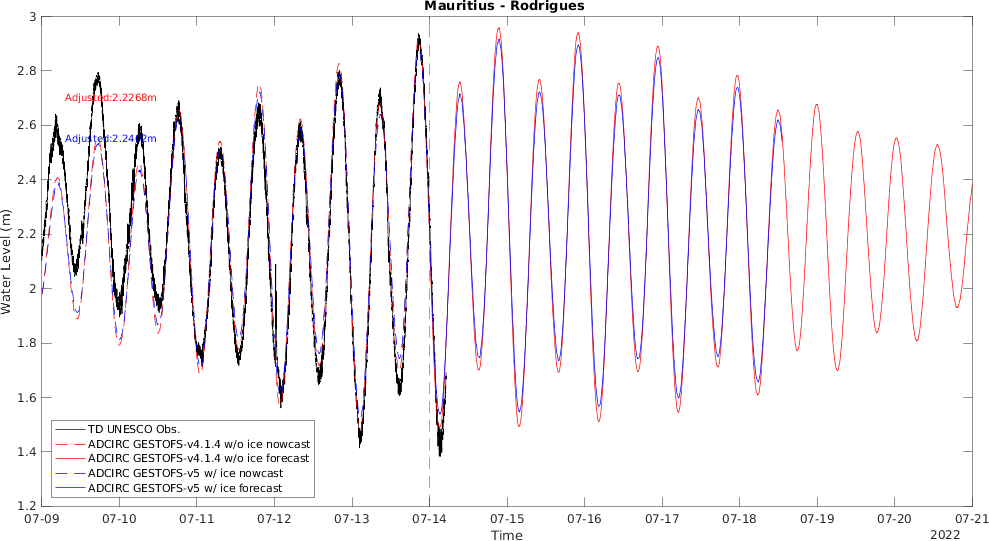 Mauritius - Rodrigues
3
2.8
2.6
2.4
2.2
2
1.8
1.6
1.4
1.2
Water Level (m)
Adjusted:2.2268m
TD UNESCO Obs.
ADCIRC GESTOFS-v4.1.4 w/o ice nowcast
ADCIRC GESTOFS-v4.1.4 w/o ice forecast
ADCIRC GESTOFS-v5 w/ ice nowcast
ADCIRC GESTOFS-v5 w/ ice forecast
07-09 07-10 07-11 07-12 07-13 07-14 07-15 07-16 07-17 07-18 07-19 07-20 07-21
Time
2022